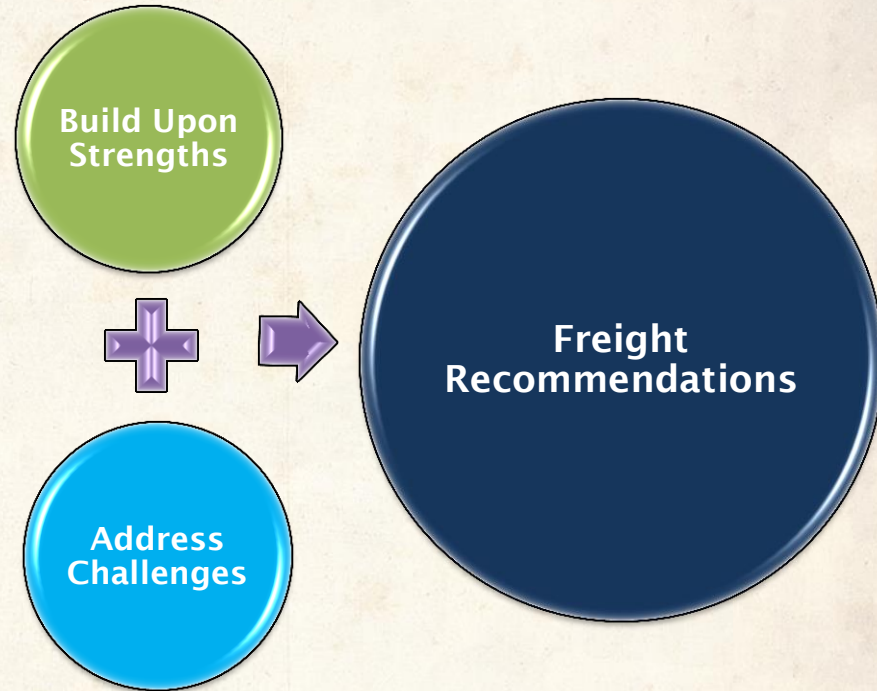 Build Upon
Strengths
Address
Challenges
Freight
Recommendations